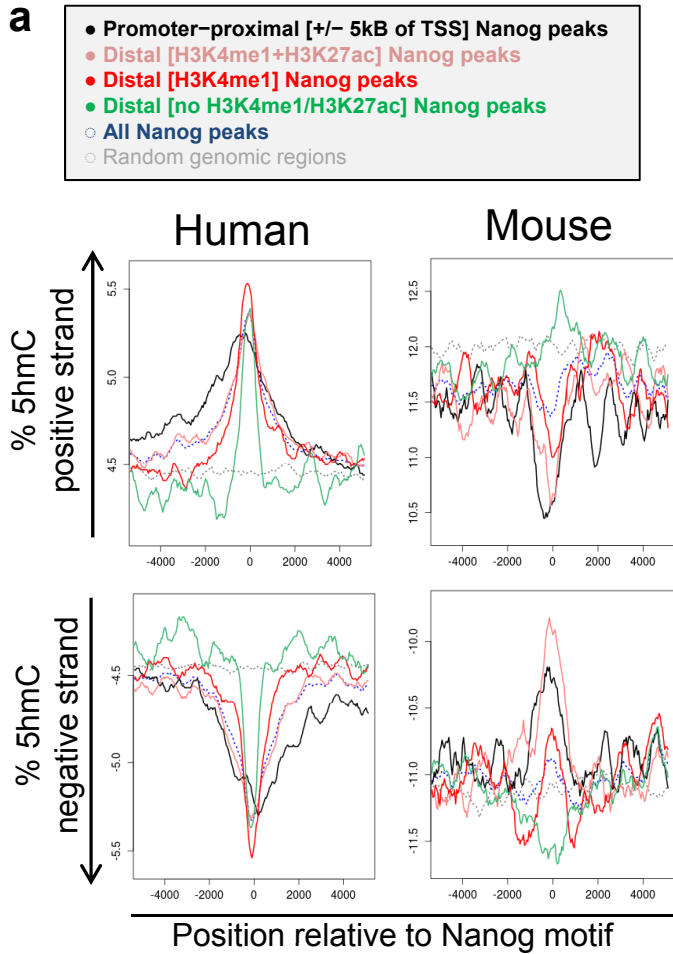 a
● Promoter−proximal [+/− 5kB of TSS] Nanog peaks
● Distal [H3K4me1+H3K27ac] Nanog peaks
● Distal [H3K4me1] Nanog peaks
● Distal [no H3K4me1/H3K27ac] Nanog peaks
◌ All Nanog peaks
◌ Random genomic regions
Human
Mouse
% 5hmC
positive strand
5.5
5.0
4.5
-4000 -2000 0 2000 4000
12.5
12.0
11.5
11.0
10.5
-4000 -2000 0 2000 4000
% 5hmC
negative strand
-4.5
-5.0
-5.5
-4000 -2000 0 2000 4000
-10.0
-10.5
-11.0
-11.5
-4000 -2000 0 2000 4000
Position relative to Nanog motif